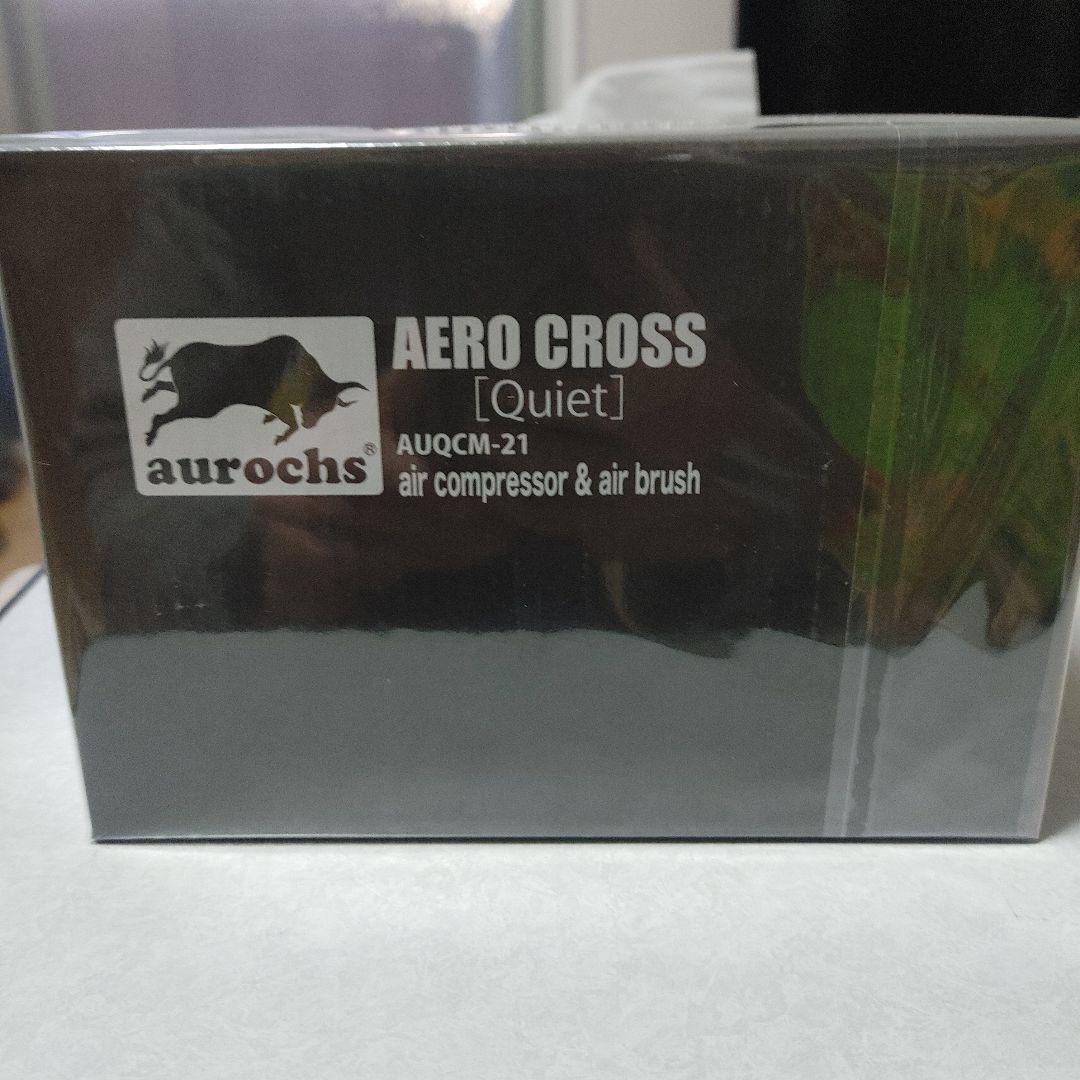 AERO CROSS
[Quiet]
AUQCM-21
air compressor & air brush
aurochs®